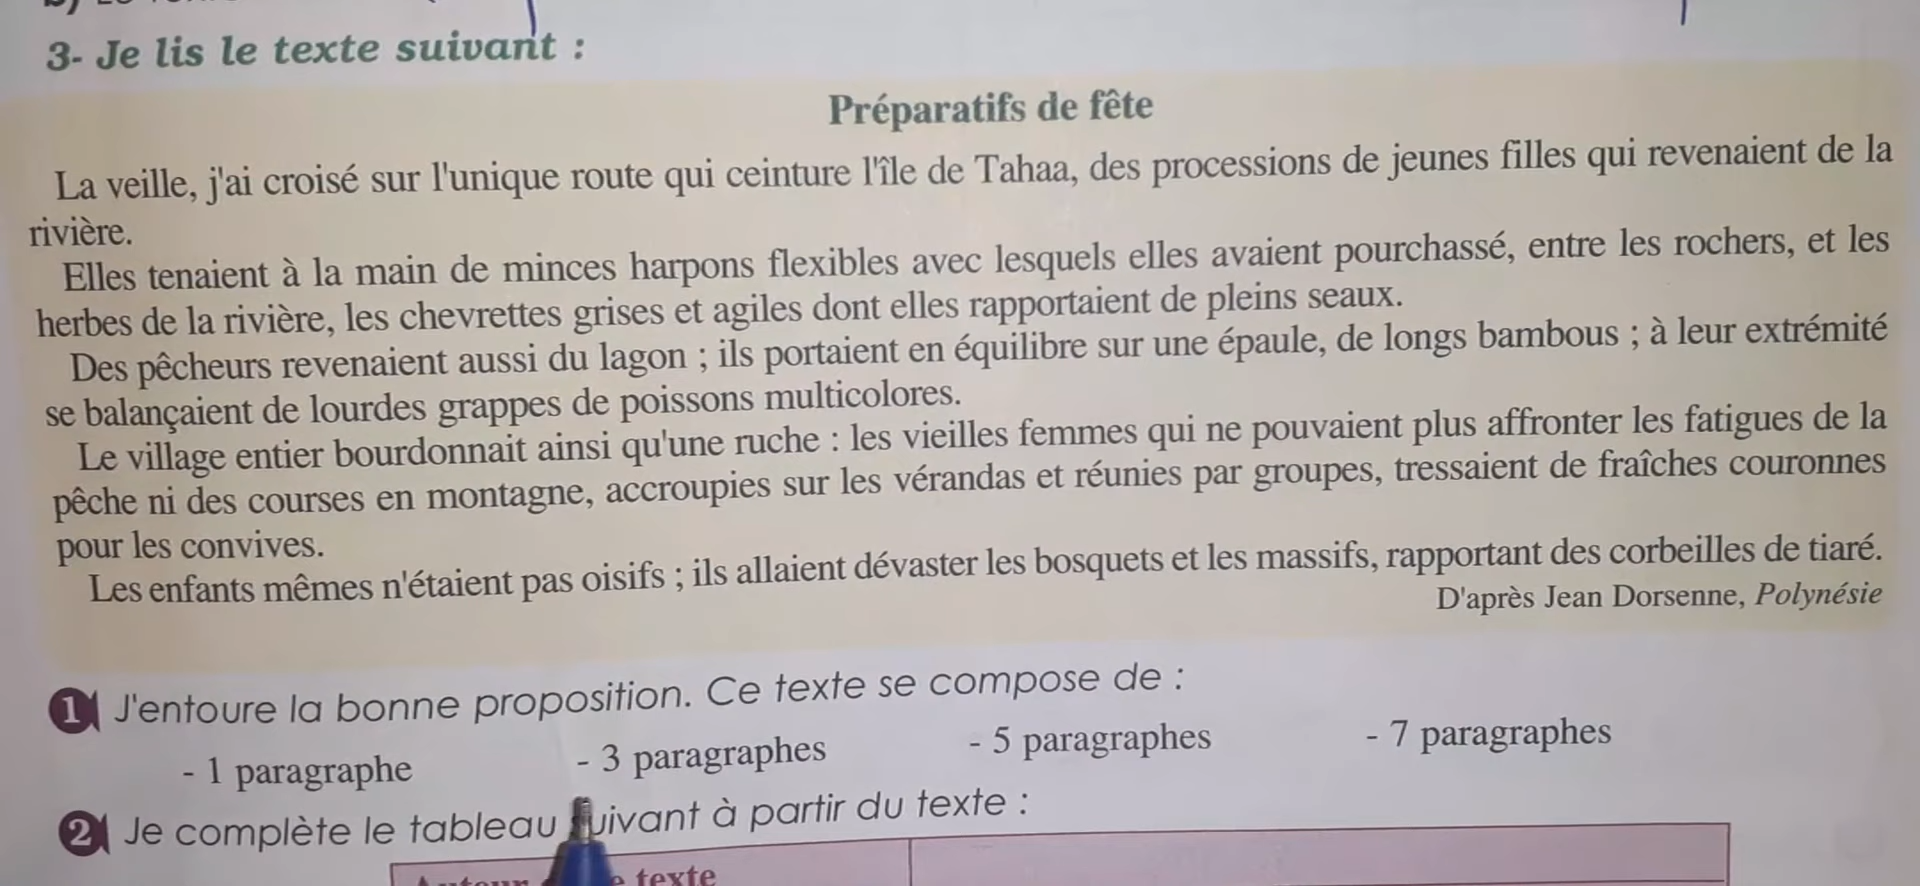 3- Je lis le texte suivant :
Préparatifs de fête
La veille, j'ai croisé sur l'unique route qui ceinture l'île de Tahaa, des processions de jeunes filles qui revenaient de la
rivière.
Elles tenaient à la main de minces harpons flexibles avec lesquels elles avaient pourchassé, entre les rochers, et les
herbes de la rivière, les chevrettes grises et agiles dont elles rapportaient de pleins seaux.
Des pêcheurs revenaient aussi du lagon ; ils portaient en équilibre sur une épaule, de longs bambous ; à leur extrémité
se balançaient de lourdes grappes de poissons multicolores.
Le village entier bourdonnait ainsi qu'une ruche : les vieilles femmes qui ne pouvaient plus affronter les fatigues de la
pêche ni des courses en montagne, accroupies sur les vérandas et réunies par groupes, tressaient de fraîches couronnes
pour les convives.
Les enfants mêmes n'étaient pas oisifs ; ils allaient dévaster les bosquets et les massifs, rapportant des corbeilles de tiaré.
D'après Jean Dorsenne, Polynésie
1 J'entoure la bonne proposition. Ce texte se compose de :
- 1 paragraphe - 3 paragraphes - 5 paragraphes - 7 paragraphes
2 Je complète le tableau suivant à partir du texte :
texte